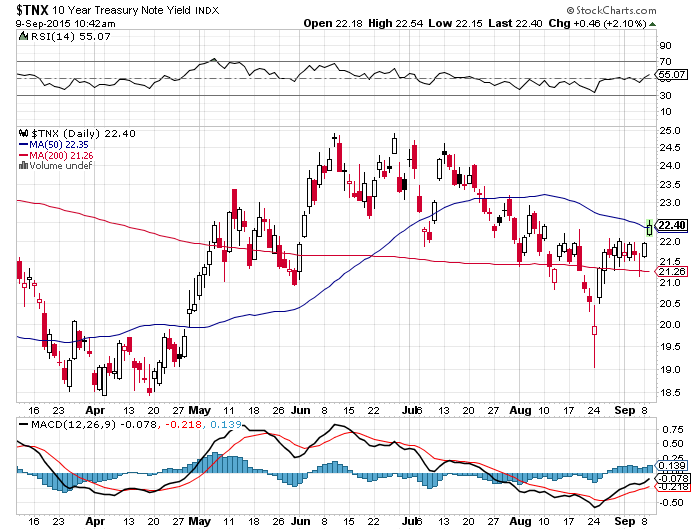 $TNX 10 Year Treasury Note Yield INDX
© StockCharts.com
9-Sep-2015 10:42am
Open 22.18 High 22.54 Low 22.15 Last 22.40 Chg +0.46 (+2.10%)
RSI(14) 55.07
90
70
55.07
50
30
10
$TNX (Daily) 22.40
MA(50) 22.35
MA(200) 21.26
Volume undef
25.0
24.5
24.0
23.5
23.0
22.40
22.0
21.5
21.26
21.0
20.5
20.0
19.5
19.0
18.5
16 23 Apr 13 20 27 May 11 18 26 Jun 8 15 22 Jul 6 13 20 27 Aug 10 17 24 Sep 8
MACD(12,26,9) -0.078, -0.218, 0.139
0.75
0.50
0.25
0.139
-0.078
-0.218
-0.50
16 23 Apr 13 20 27 May 11 18 26 Jun 8 15 22 Jul 6 13 20 27 Aug 10 17 24 Sep 8